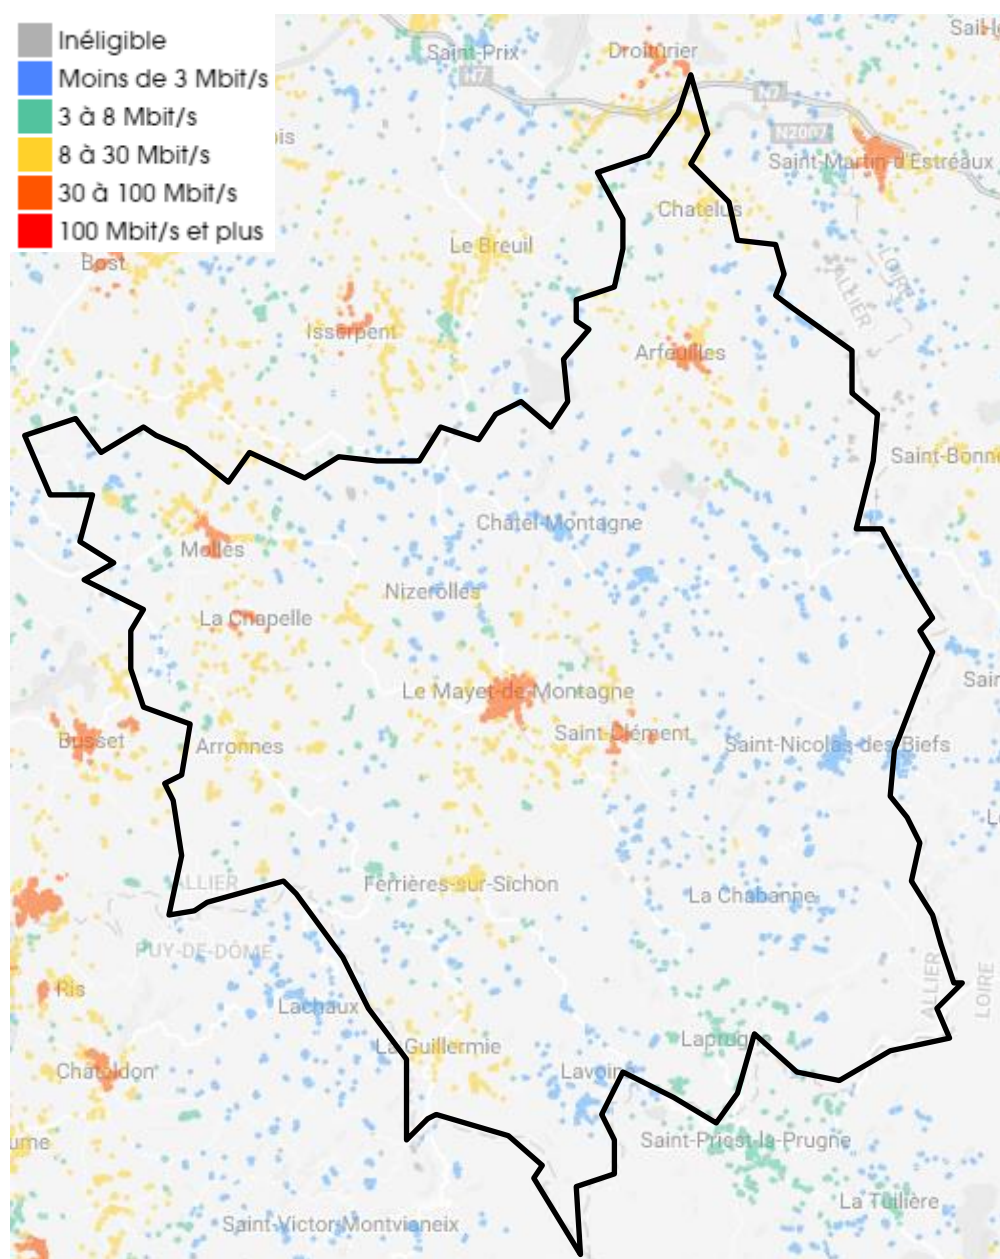 Inéligible
Moins de 3 Mbit/s
3 à 8 Mbit/s
8 à 30 Mbit/s
30 à 100 Mbit/s
100 Mbit/s et plus
Saint-Prix
Droiturier
N7
N7
N2007
Saint-Martin-d'Estréaux
Chatelus
Le Breuil
Bost
LOIRE
ALLIER
Isserpent
Arfeuilles
Saint-Bonne
Châtel-Montagne
Molles
Nizerolles
La Chapelle
Le Mayet-de-Montagne
Saint-Clément
Busset
Arronnes
Saint-Nicolas-des-Biefs
ALLIER
Ferrières-sur-Sichon
La Chabanne
PUY-DE-DÔME
ALLIER
LOIRE
Ris
Lachaux
La Guillermie
Laprugne
Châteldon
Lavoine
Saint-Priest-la-Prugne
La Tuilière
Saint-Victor-Montvianeix